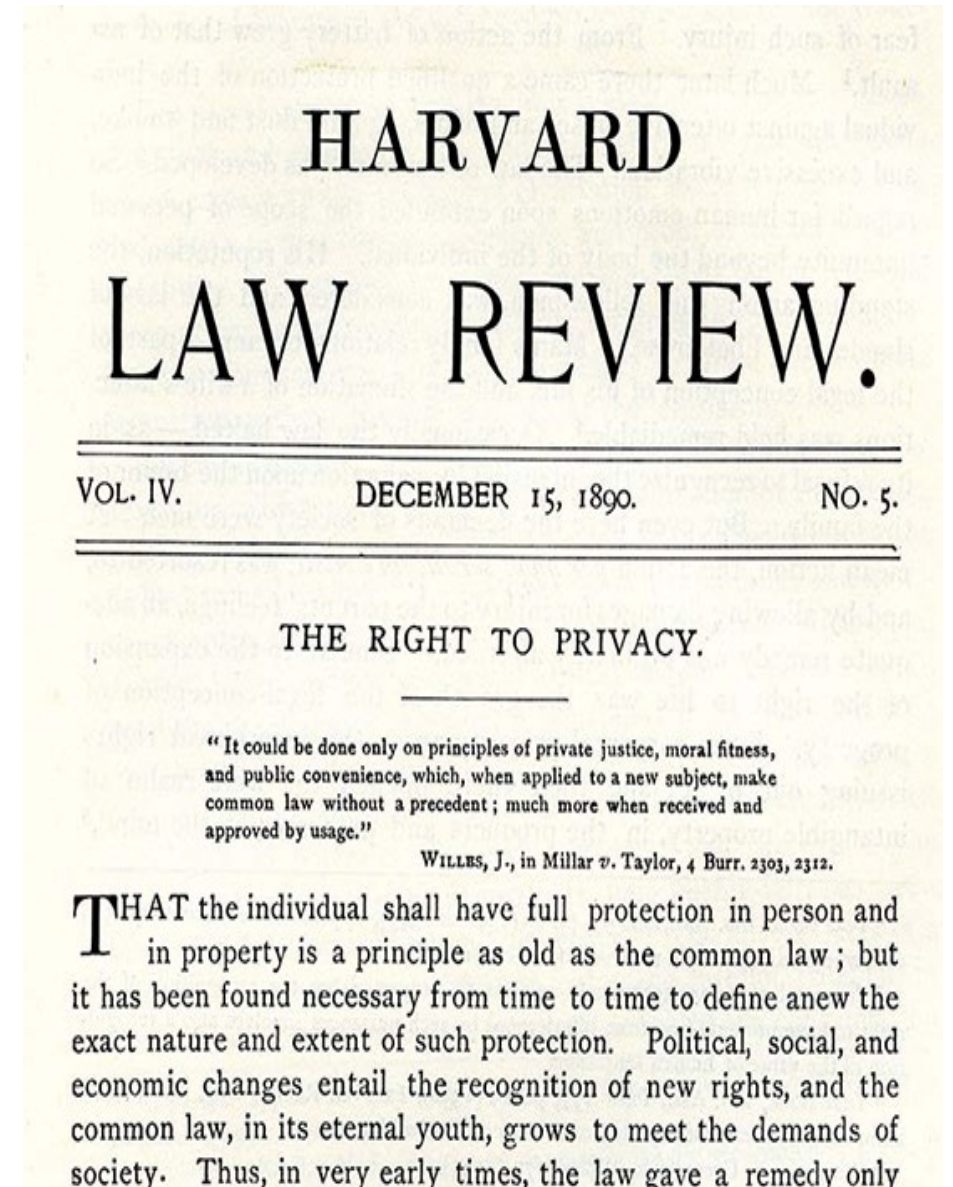 HARVARD
LAW REVIEW.
VOL. IV. DECEMBER 15, 1890. NO. 5.
THE RIGHT TO PRIVACY.
“ It could be done only on principles of private justice, moral fitness,
and public convenience, which, when applied to a new subject, make
common law without a precedent ; much more when received and
approved by usage.”
WILLES, J., in Millar v. Taylor, 4 Burr. 2303, 2312.
THAT the individual shall have full protection in person and
in property is a principle as old as the common law ; but
it has been found necessary from time to time to define anew the
exact nature and extent of such protection. Political, social, and
economic changes entail the recognition of new rights, and the
common law, in its eternal youth, grows to meet the demands of
society. Thus, in very early times, the law gave a remedy only